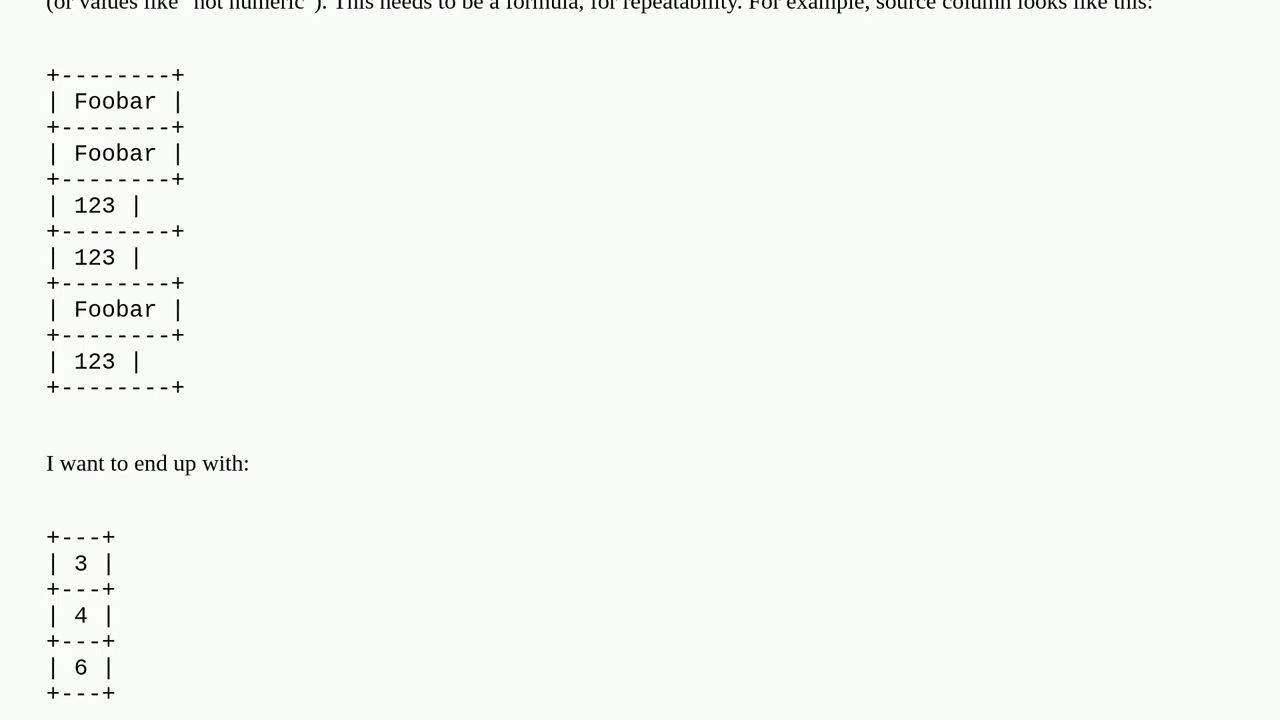 (or values like "not numeric"). This needs to be a formula, for repeatability. For example, source column looks like this:
+--------+
| Foobar |
+--------+
| Foobar |
+--------+
| 123 |
+--------+
| 123 |
+--------+
| Foobar |
+--------+
| 123 |
+--------+
I want to end up with:
+---+
| 3 |
+---+
| 4 |
+---+
| 6 |
+---+